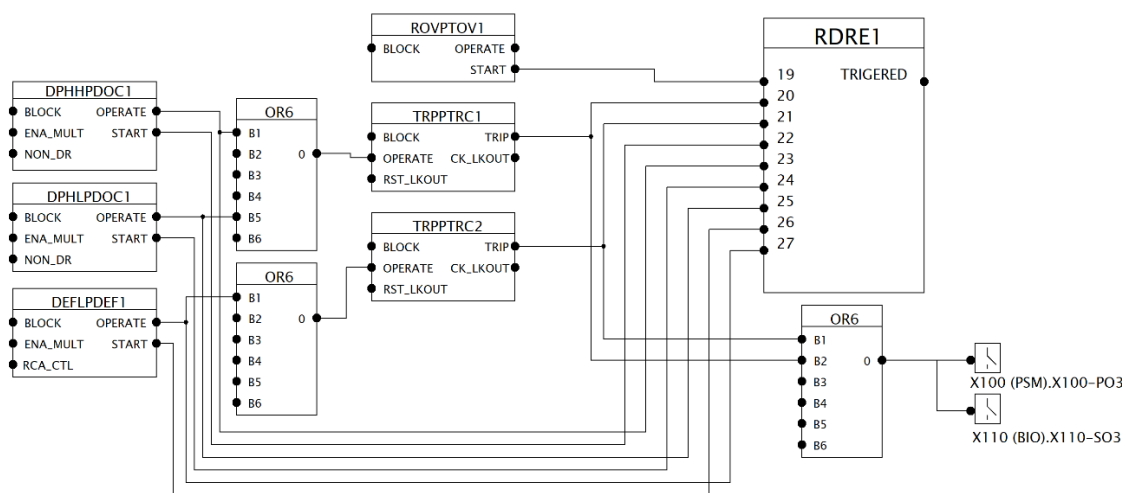 ROVPTOV1
BLOCK OPERATE
START
RDRE1
19 TRIGERED
20
21
22
23
24
25
26
27
DPHHPDOC1
BLOCK OPERATE
ENA_MULT START
NON_DR
OR6
B1
B2 0
B3
B4
B5
B6
TRPPTRC1
BLOCK TRIP
OPERATE CK_LKOUT
RST_LKOUT
DPHLPDOC1
BLOCK OPERATE
ENA_MULT START
NON_DR
TRPPTRC2
BLOCK TRIP
OPERATE CK_LKOUT
RST_LKOUT
OR6
B1
B2 0
B3
B4
B5
B6
DEFLPDEF1
BLOCK OPERATE
ENA_MULT START
RCA_CTL
OR6
B1
B2 0
B3
B4
B5
B6
X100 (PSM).X100-PO3
X110 (BIO).X110-SO3